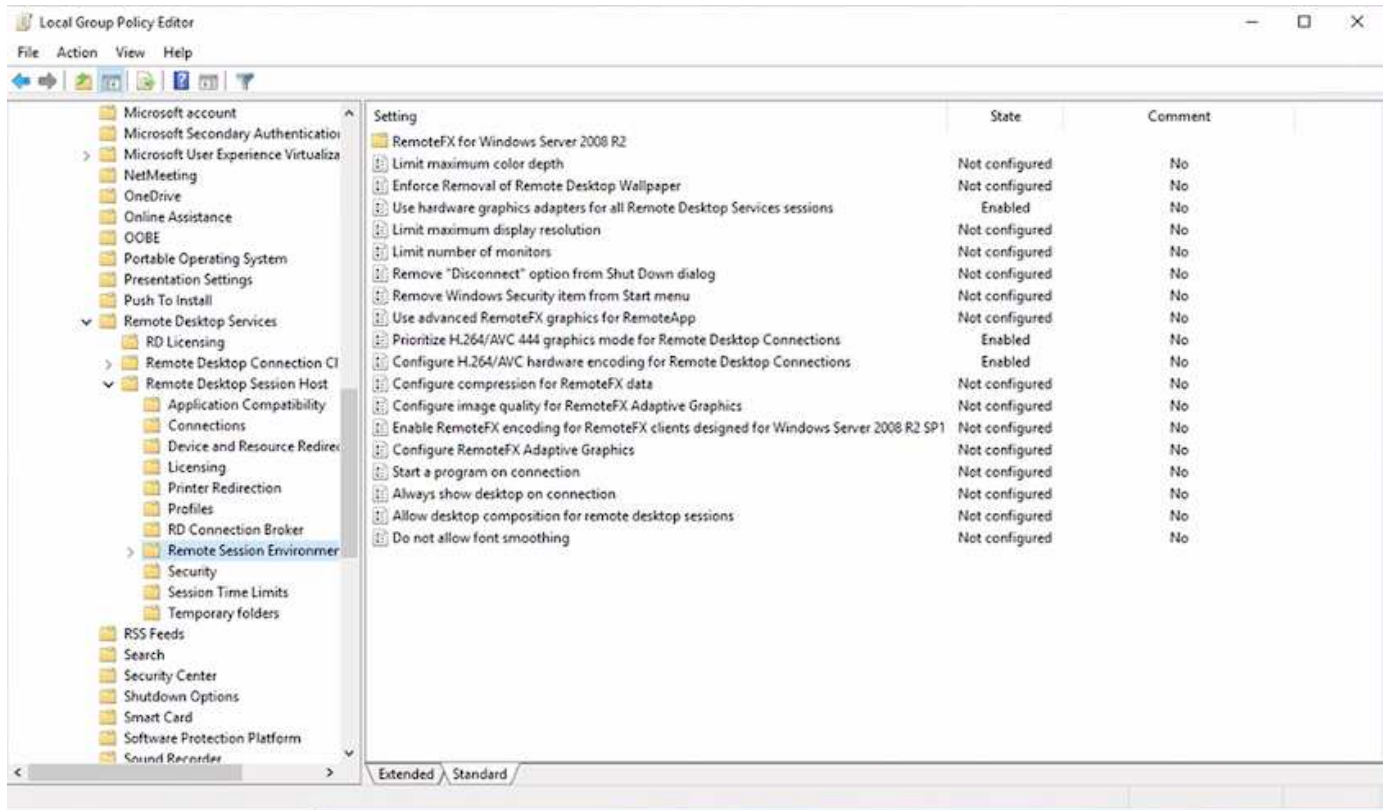 Local Group Policy Editor
File Action View Help
Microsoft account
Microsoft Secondary Authentication
Microsoft User Experience Virtualiza
NetMeeting
OneDrive
Online Assistance
OOBE
Portable Operating System
Presentation Settings
Push To Install
Remote Desktop Services
RD Licensing
Remote Desktop Connection Cl
Remote Desktop Session Host
Application Compatibility
Connections
Device and Resource Redirec
Licensing
Printer Redirection
Profiles
RD Connection Broker
Remote Session Environmen
Security
Session Time Limits
Temporary folders
RSS Feeds
Search
Security Center
Shutdown Options
Smart Card
Software Protection Platform
Sound Recorder
Setting State Comment
RemoteFX for Windows Server 2008 R2
Limit maximum color depth Not configured No
Enforce Removal of Remote Desktop Wallpaper Not configured No
Use hardware graphics adapters for all Remote Desktop Services sessions Enabled No
Limit maximum display resolution Not configured No
Limit number of monitors Not configured No
Remove "Disconnect" option from Shut Down dialog Not configured No
Remove Windows Security item from Start menu Not configured No
Use advanced RemoteFX graphics for RemoteApp Not configured No
Prioritize H.264/AVC 444 graphics mode for Remote Desktop Connections Enabled No
Configure H.264/AVC hardware encoding for Remote Desktop Connections Enabled No
Configure compression for RemoteFX data Not configured No
Configure image quality for RemoteFX Adaptive Graphics Not configured No
Enable RemoteFX encoding for RemoteFX clients designed for Windows Server 2008 R2 SP1 Not configured No
Configure RemoteFX Adaptive Graphics Not configured No
Start a program on connection Not configured No
Always show desktop on connection Not configured No
Allow desktop composition for remote desktop sessions Not configured No
Do not allow font smoothing Not configured No
Extended Standard